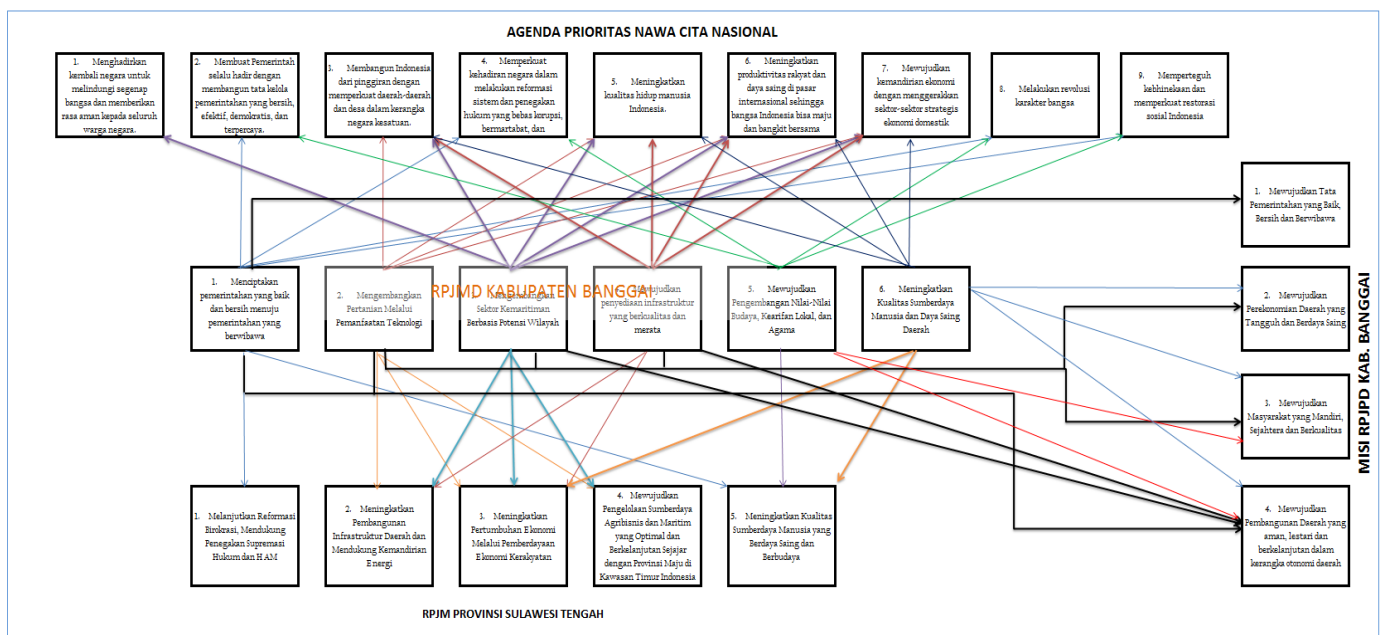 AGENDA PRIORITAS NAWA CITA NASIONAL
1. Menghadirkan
kembali negara untuk
melindungi segenap
bangsa dan memberikan
rasa aman kepada seluruh
warga negara.
2. Membuat Pemerintah
selalu hadir dengan
membangun tata kelola
pemerintahan yang bersih,
efektif, demokratis, dan
terpercaya.
3. Membangun Indonesia
dari pinggiran dengan
memperkuat daerah-daerah
dan desa dalam kerangka
negara kesatuan.
4. Memperkuat
kehadiran negara dalam
melakukan reformasi
sistem dan penegakan
hukum yang bebas korupsi,
bermartabat, dan
5. Meningkatkan
kualitas hidup manusia
Indonesia.
6. Meningkatkan
produktivitas rakyat dan
daya saing di pasar
internasional sehingga
bangsa Indonesia bisa maju
dan bangkit bersama
7. Mewujudkan
kemandirian ekonomi
dengan menggerakkan
sektor-sektor strategis
ekonomi domestik
8. Melakukan revolusi
karakter bangsa
9. Memperteguh
kebhinekaan dan
memperkuat restorasi
sosial Indonesia
1. Menciptakan
pemerintahan yang baik
dan bersih menuju
pemerintahan yang
berwibawa
2. Mengembangkan
Pertanian Melalui
Pemanfaatan Teknologi
RPJMD KABUPATEN BANGGAI
Mengembangkan
Sektor Kemaritiman
Berbasis Potensi Wilayah
Mewujudkan
penyediaan infrastruktur
yang berkualitas dan
merata
5. Mewujudkan
Pengembangan Nilai-Nilai
Budaya, Kearifan Lokal, dan
Agama
6. Meningkatkan
Kualitas Sumberdaya
Manusia dan Daya Saing
Daerah
1. Mewujudkan Tata
Pemerintahan yang Baik,
Bersih dan Berwibawa
2. Mewujudkan
Perekonomian Daerah yang
Tangguh dan Berdaya Saing
3. Mewujudkan
Masyarakat yang Mandiri,
Sejahtera dan Berkualitas
4. Mewujudkan
Pembangunan Daerah yang
aman, lestari dan
berkelanjutan dalam
kerangka otonomi daerah
MISI RPJPD KAB. BANGGAI
1. Melanjutkan Reformasi
Birokrasi, Mendukung
Penegakan Supremasi
Hukum dan HAM
2. Meningkatkan
Pembangunan
Infrastruktur Daerah dan
Mendukung Kemandirian
Energi
3. Meningkatkan
Pertumbuhan Ekonomi
Melalui Pemberdayaan
Ekonomi Kerakyatan
4. Mewujudkan
Pengelolaan Sumberdaya
Agribisnis dan Maritim
yang Optimal dan
Berkelanjutan Sejajar
dengan Provinsi Maju di
Kawasan Timur Indonesia
5. Meningkatkan Kualitas
Sumberdaya Manusia yang
Berdaya Saing dan
Berbudaya
RPJM PROVINSI SULAWESI TENGAH